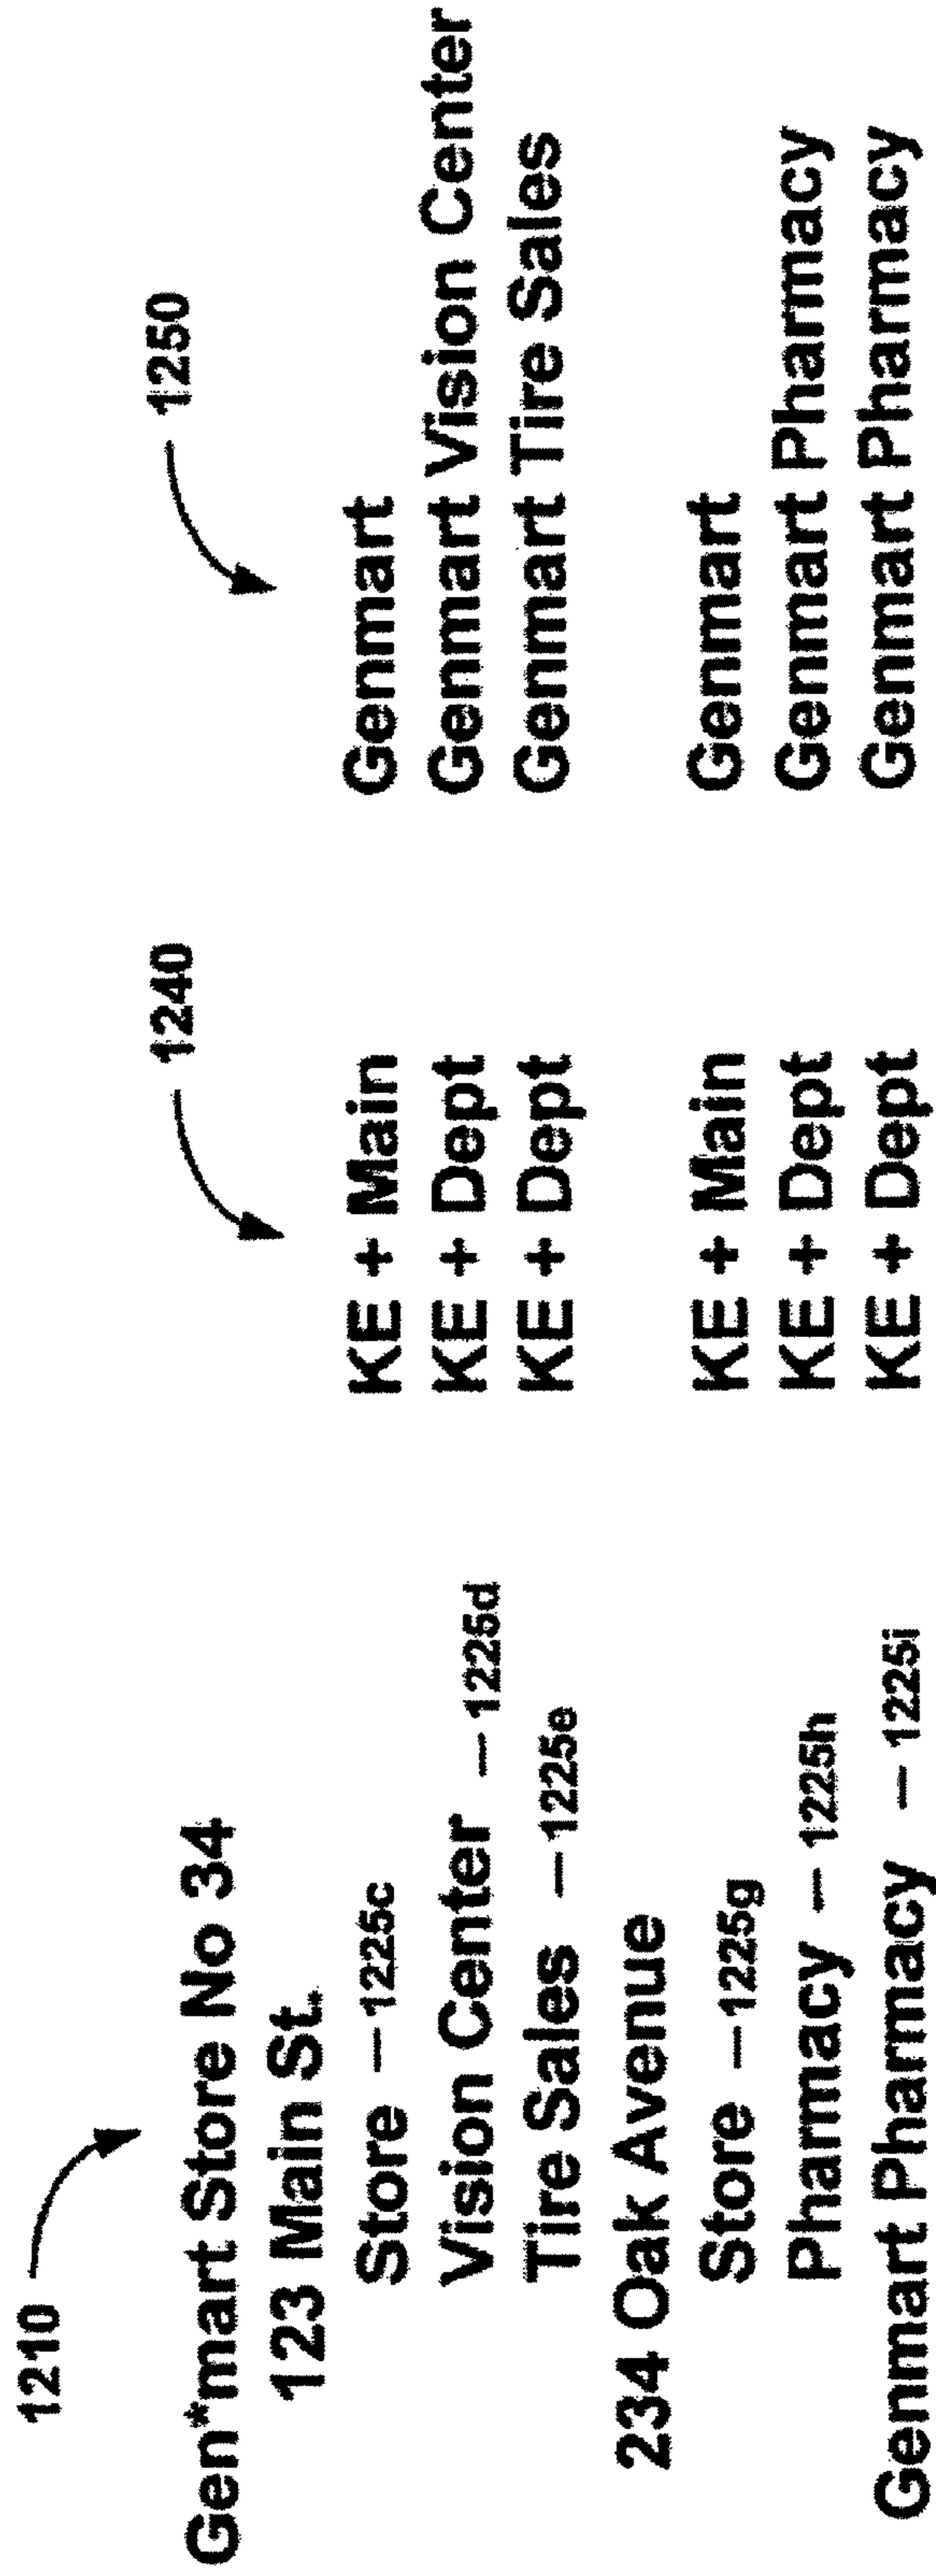 1210
1240
1250
Gen*mart Store No 34
123 Main St.
Store – 1225c KE + Main Genmart
Vision Center – 1225d KE + Dept Genmart Vision Center
Tire Sales – 1225e KE + Dept Genmart Tire Sales
234 Oak Avenue
Store – 1225g KE + Main Genmart
Pharmacy – 1225h KE + Dept Genmart Pharmacy
Genmart Pharmacy – 1225i KE + Dept Genmart Pharmacy